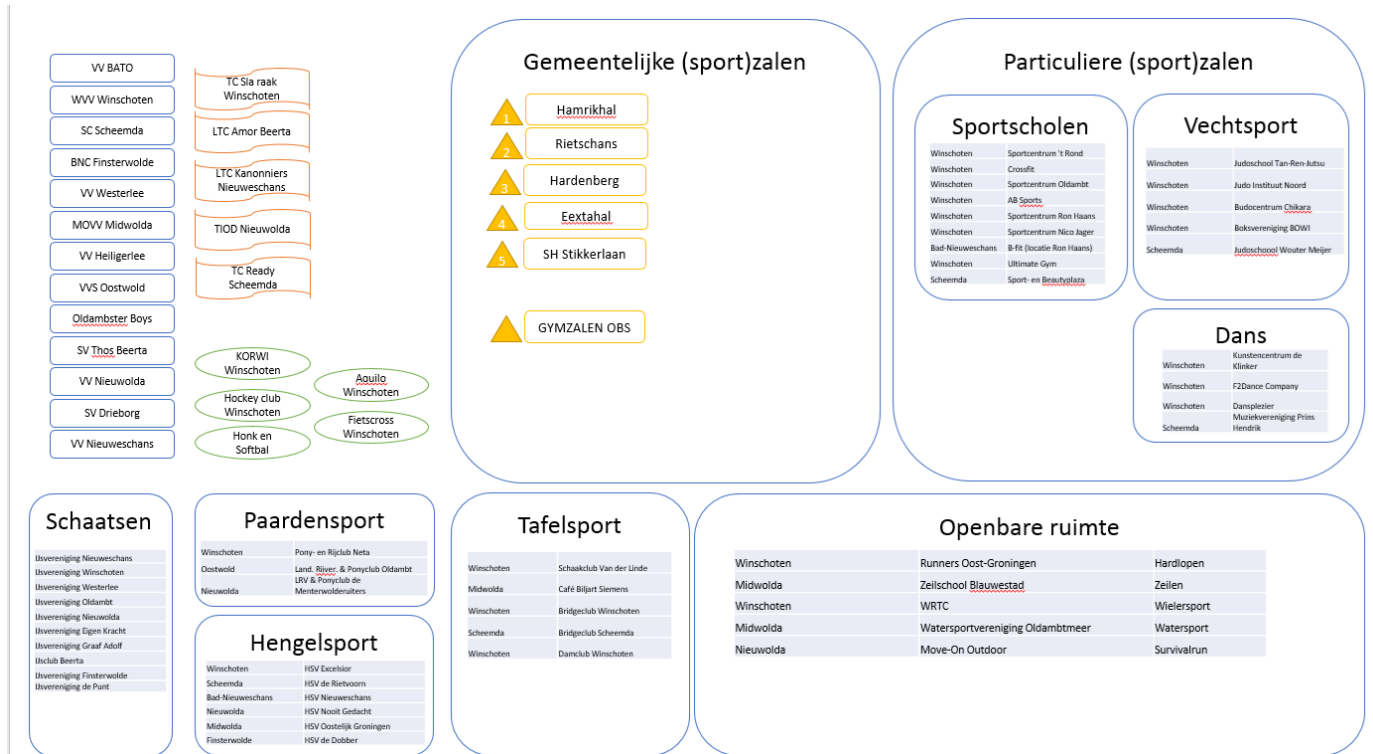 VV BATO
WVV Winschoten
SC Scheemda
BNC Finsterwolde
VV Westerlee
MOVV Midwolda
VV Heiligerlee
VVS Oostwold
Oldambster Boys
SV Thos Beerta
VV Nieuwolda
SV Drieborg
VV Nieuweschans
TC Sla raak
Winschoten
LTC Amor Beerta
LTC Kanonniers
Nieuweschans
TIOD Nieuwolda
TC Ready
Scheemda
KORWI
Winschoten
Hockey club
Winschoten
Honk en
Softbal
Aquilo
Winschoten
Fietscross
Winschoten
Gemeentelijke (sport)zalen
1 Hamrikhal
2 Rietschans
3 Hardenberg
4 Eextahal
5 SH Stikkerlaan
GYMZALEN OBS
Particuliere (sport)zalen
Sportscholen
Winschoten Sportcentrum 't Rond
Winschoten Crossfit
Winschoten Sportcentrum Oldambt
Winschoten AB Sports
Winschoten Sportcentrum Ron Haans
Winschoten Sportcentrum Nico Jager
Bad-Nieuweschans B-fit (locatie Ron Haans)
Winschoten Ultimate Gym
Scheemda Sport- en Beautyplaza
Vechtsport
Winschoten Judoschool Tan-Ren-Jutsu
Winschoten Judo Instituut Noord
Winschoten Budocentrum Chikara
Winschoten Boksvereniging BOWI
Scheemda Judoschoool Wouter Meijer
Dans
Kunstencentrum de
Winschoten Klinker
Winschoten F2Dance Company
Winschoten Dansplezier
Muziekvereniging Prins
Scheemda Hendrik
Schaatsen
IJsvereniging Nieuweschans
IJsvereniging Winschoten
IJsvereniging Westerlee
IJsvereniging Oldambt
IJsvereniging Nieuwolda
IJsvereniging Eigen Kracht
IJsvereniging Graaf Adolf
IJsclub Beerta
IJsvereniging Finsterwolde
IJsvereniging de Punt
Paardensport
Winschoten Pony- en Rijclub Neta
Oostwold Land. Rijver. & Ponyclub Oldambt
LRV & Ponyclub de
Nieuwolda Menterwolderuiters
Hengelsport
Winschoten HSV Excelsior
Scheemda HSV de Rietvoorn
Bad-Nieuweschans HSV Nieuweschans
Nieuwolda HSV Nooit Gedacht
Midwolda HSV Oostelijk Groningen
Finsterwolde HSV de Dobber
Tafelsport
Winschoten Schaakclub Van der Linde
Midwolda Café Biljart Siemens
Winschoten Bridgeclub Winschoten
Scheemda Bridgeclub Scheemda
Winschoten Damclub Winschoten
Openbare ruimte
Winschoten Runners Oost-Groningen Hardlopen
Midwolda Zeilschool Blauwestad Zeilen
Winschoten WRTC Wielersport
Midwolda Watersportvereniging Oldambtmeer Watersport
Nieuwolda Move-On Outdoor Survivalrun